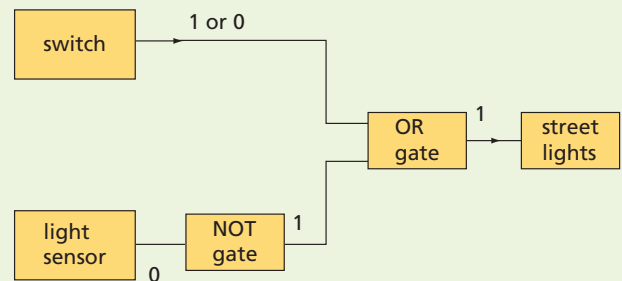 switch
1 or 0
OR
gate
1
street
lights
light
sensor
0
NOT
gate
1